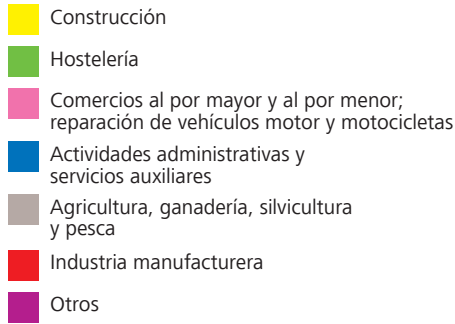 Construcción
Hostelería
Comercios al por mayor y al por menor;
reparación de vehículos motor y motocicletas
Actividades administrativas y
servicios auxiliares
Agricultura, ganadería, silvicultura
y pesca
Industria manufacturera
Otros